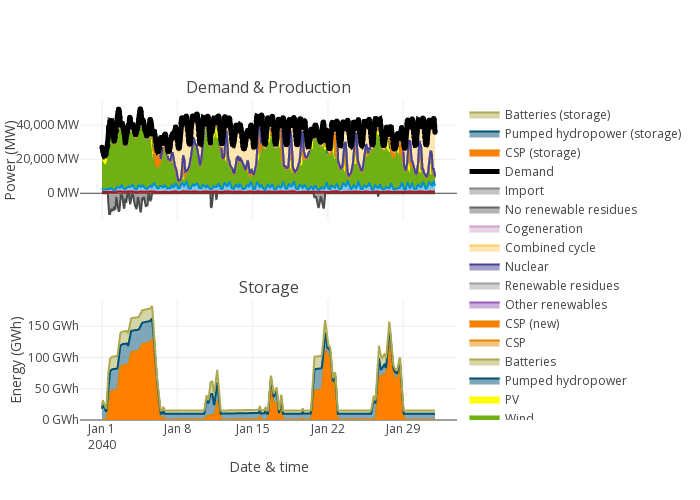 Demand & Production
Power (MW)
40,000 MW
20,000 MW
0 MW
Storage
Energy (GWh)
150 GWh
100 GWh
50 GWh
0 GWh
Jan 1
2040
Jan 8
Jan 15
Jan 22
Jan 29
Date & time
Batteries (storage)
Pumped hydropower (storage)
CSP (storage)
Demand
Import
No renewable residues
Cogeneration
Combined cycle
Nuclear
Renewable residues
Other renewables
CSP (new)
CSP
Batteries
Pumped hydropower
PV
Wind